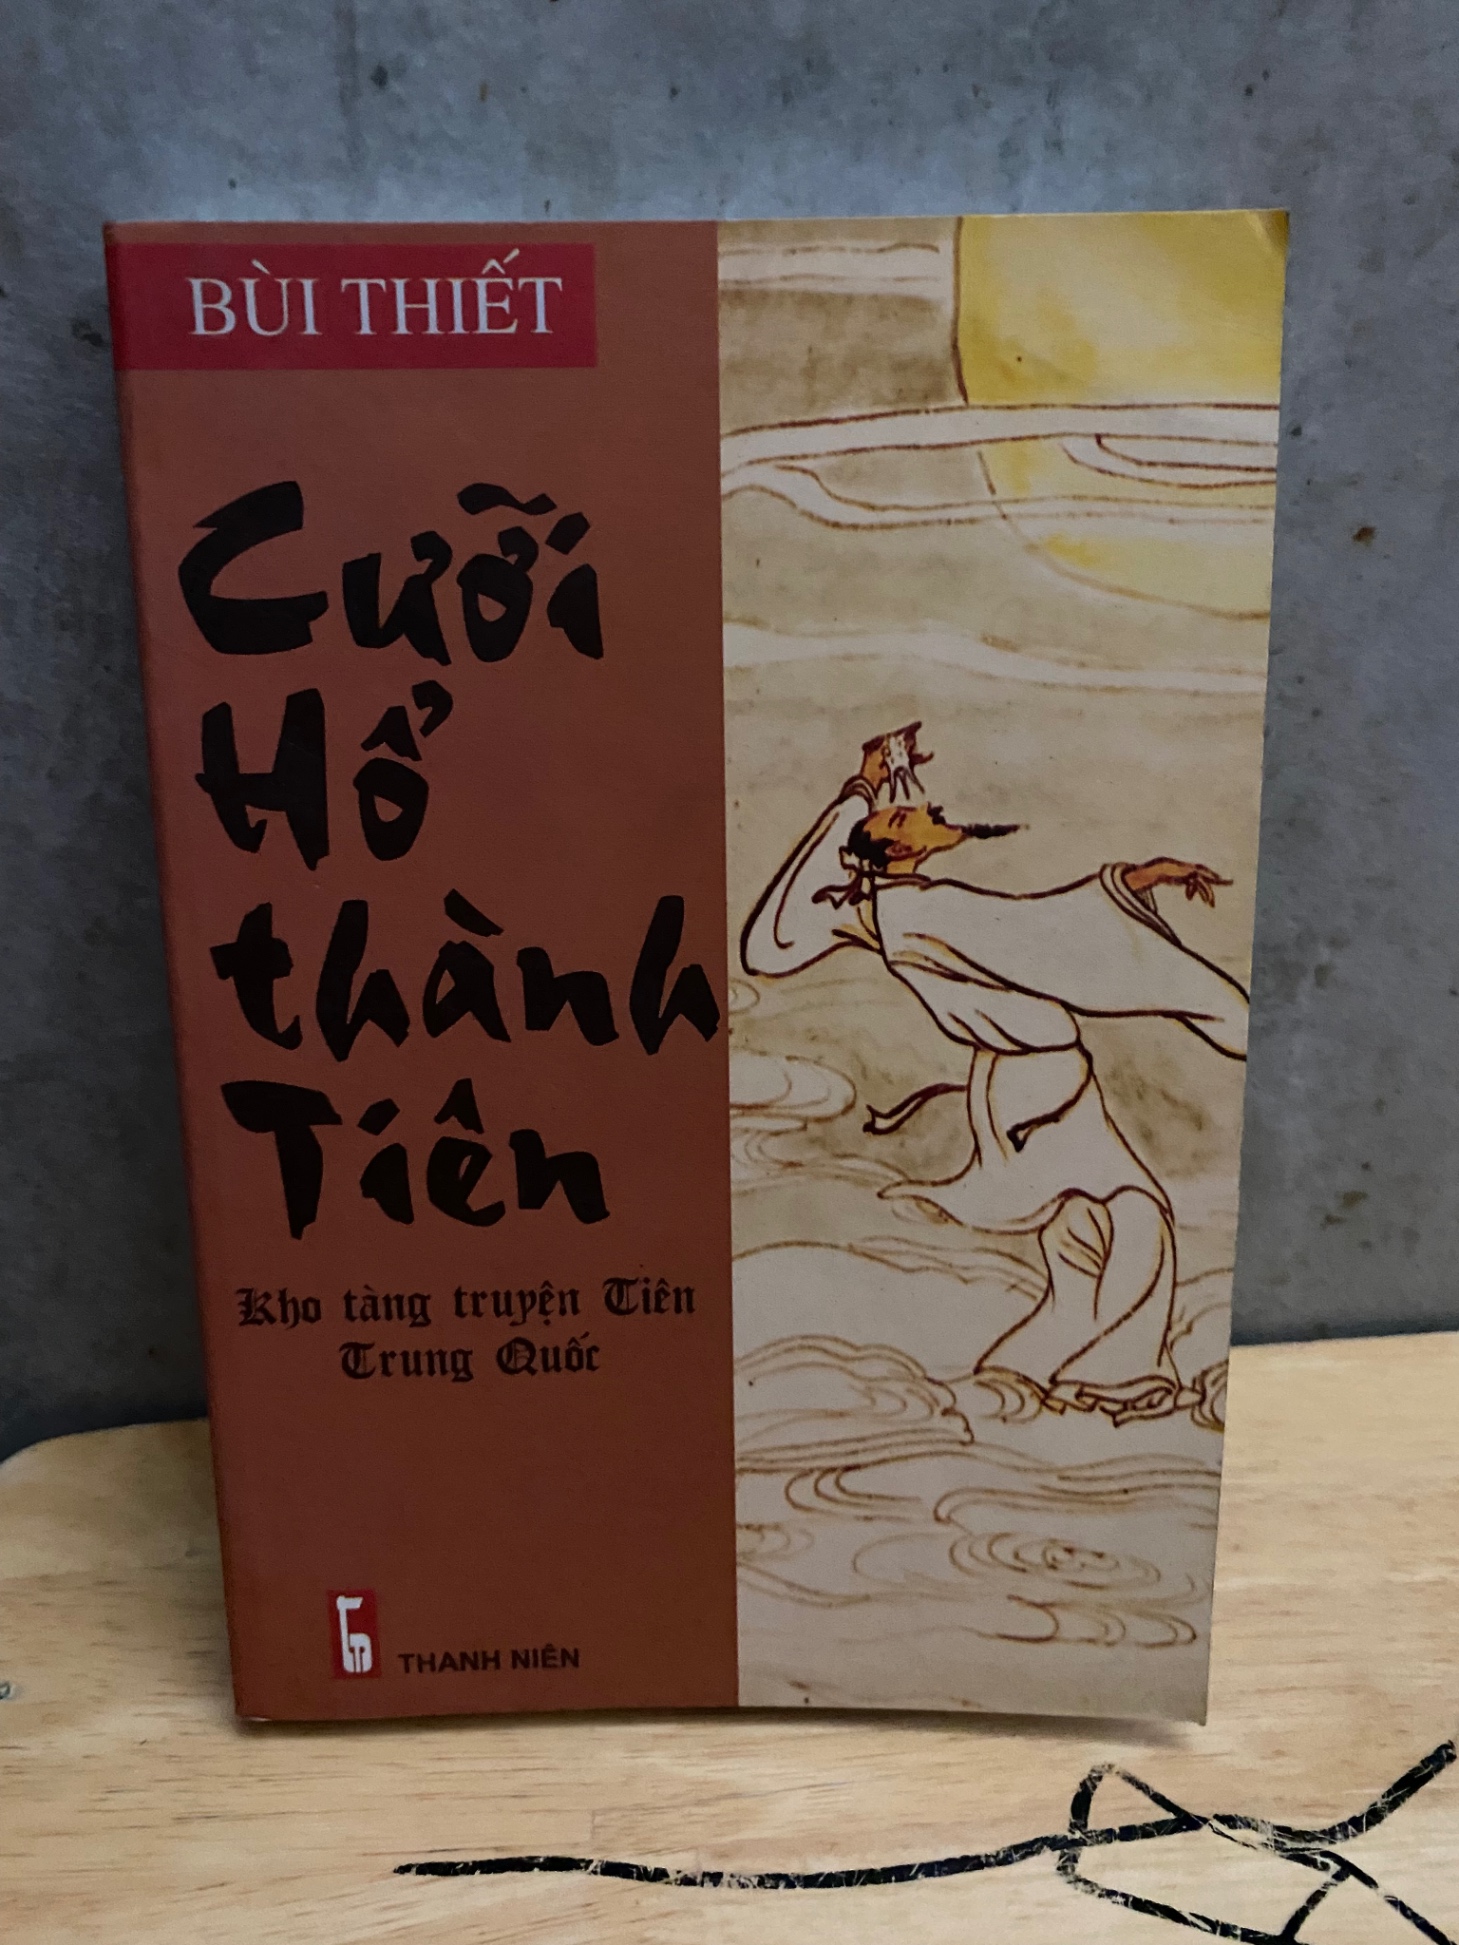 BÙI THIẾT
Cưỡi
Hổ
thành
Tiên
Kho tàng truyện Tiên
Trung Quốc
THANH NIÊN